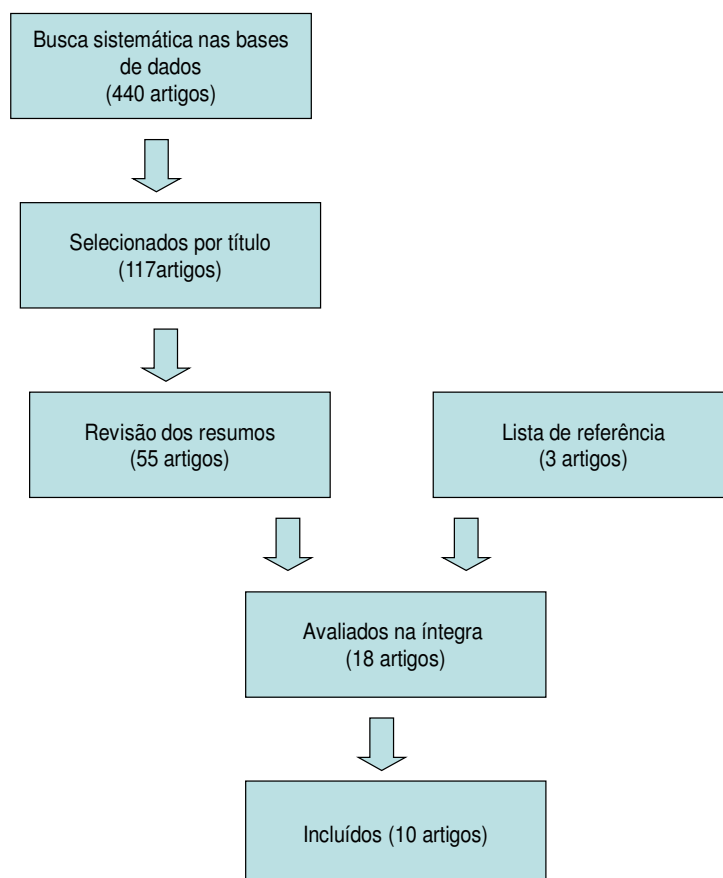 Busca sistemática nas bases
de dados
(440 artigos)
Selecionados por título
(117artigos)
Revisão dos resumos
(55 artigos)
Lista de referência
(3 artigos)
Avaliados na íntegra
(18 artigos)
Incluídos (10 artigos)